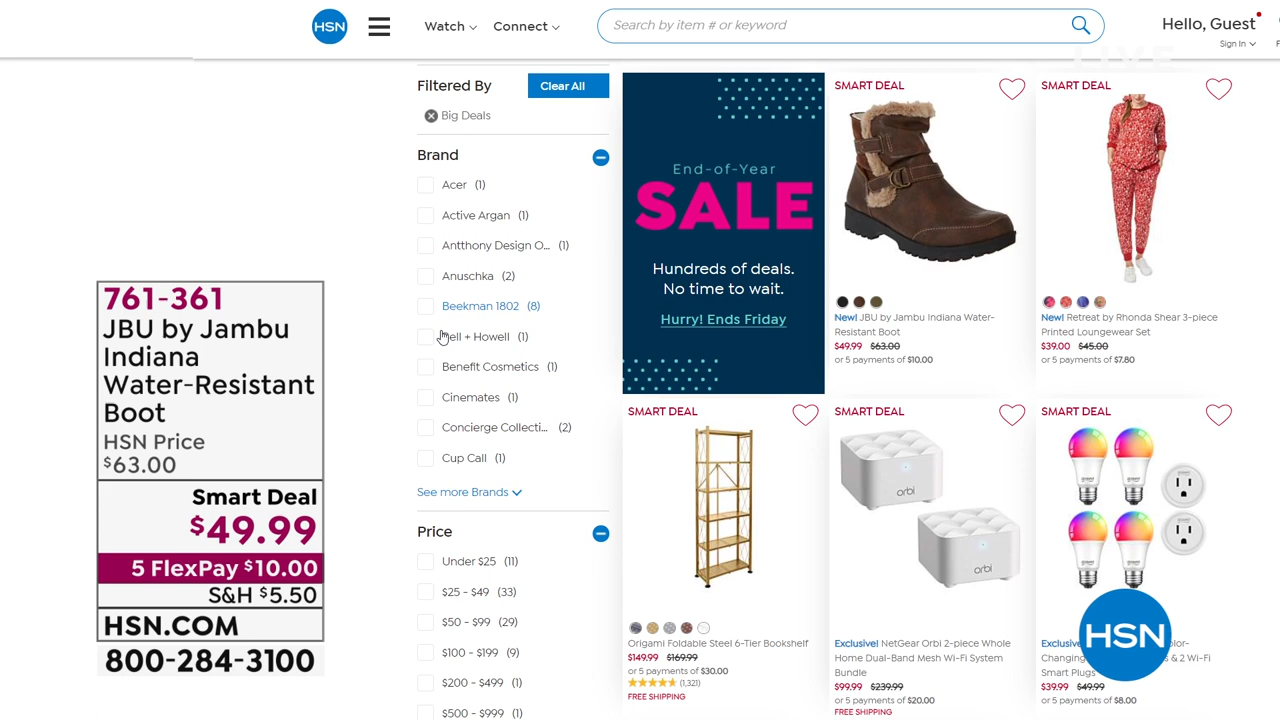 HSN
Watch
Connect
Search by item # or keyword
Hello, Guest
Sign In
LIVE
761-361
JBU by Jambu
Indiana
Water-Resistant
Boot
HSN Price
$63.00
Smart Deal
$49.99
5 FlexPay $10.00
S&H $5.50
HSN.COM
800-284-3100
Filtered By
Clear All
Big Deals
Brand
Acer (1)
Active Argan (1)
Antthony Design O... (1)
Anuschka (2)
Beekman 1802 (8)
ell + Howell (1)
Benefit Cosmetics (1)
Cinemates (1)
Concierge Collecti... (2)
Cup Call (1)
See more Brands
Price
Under $25 (11)
$25 - $49 (33)
$50 - $99 (29)
$100 - $199 (9)
$200 - $499 (1)
$500 - $999 (1)
End-of-Year
SALE
Hundreds of deals.
No time to wait.
Hurry! Ends Friday
SMART DEAL
New! JBU by Jambu Indiana Water-
Resistant Boot
$49.99 $63.00
or 5 payments of $10.00
SMART DEAL
New! Retreat by Rhonda Shear 3-piece
Printed Loungewear Set
$39.00 $45.00
or 5 payments of $7.80
SMART DEAL
Origami Foldable Steel 6-Tier Bookshelf
$149.99 $169.99
or 5 payments of $30.00
(1,321)
FREE SHIPPING
SMART DEAL
orbi
orbi
Exclusive! NetGear Orbi 2-piece Whole
Home Dual-Band Mesh Wi-Fi System
Bundle
$99.99 $239.99
or 5 payments of $20.00
FREE SHIPPING
SMART DEAL
Exclus olor-
Changing & 2 Wi-Fi
Smart Plugs
$39.99 $49.99
or 5 payments of $8.00
HSN